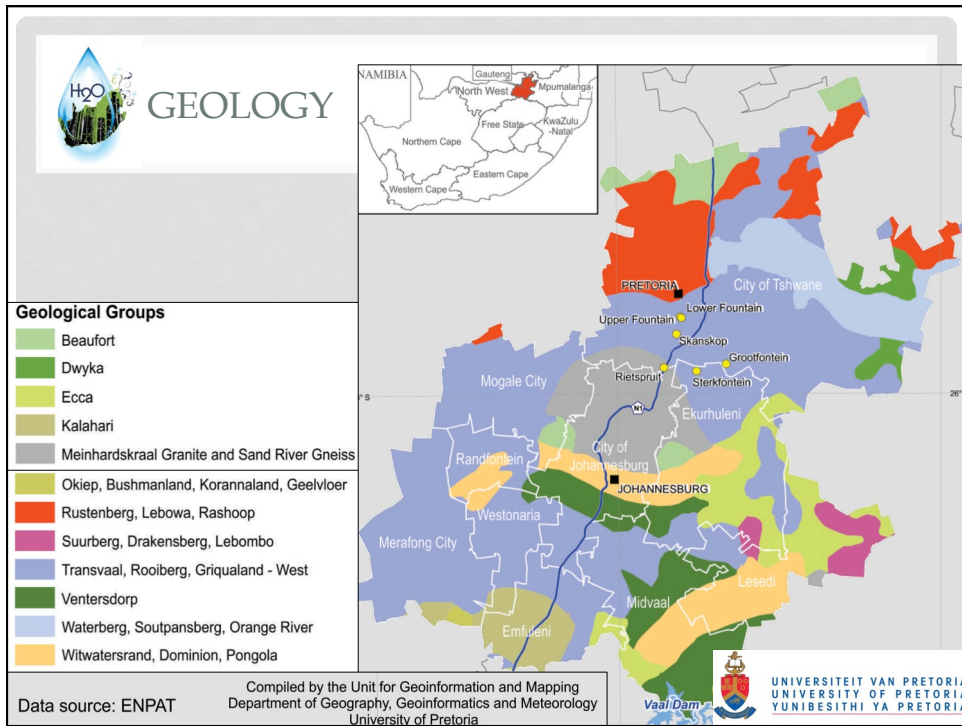 H2O
GEOLOGY
NAMIBIA
Gauteng
North West
Mpumalanga
Free State
KwaZulu
-Natal
Northern Cape
Eastern Cape
Western Cape
PRETORIA
City of Tshwane
Lower Fountain
Upper Fountain
Skanskop
Grootfontein
Rietspruit
Sterkfontein
Mogale City
° S
26°
N1
Ekurhuleni
City of
Johannesburg
Randfontein
JOHANNESBURG
Westonaria
Merafong City
Lesedi
Midvaal
Emfuleni
Vaal Dam
Geological Groups
Beaufort
Dwyka
Ecca
Kalahari
Meinhardskraal Granite and Sand River Gneiss
Okiep, Bushmanland, Korannaland, Geelvloer
Rustenberg, Lebowa, Rashoop
Suurberg, Drakensberg, Lebombo
Transvaal, Rooiberg, Griqualand - West
Ventersdorp
Waterberg, Soutpansberg, Orange River
Witwatersrand, Dominion, Pongola
Data source: ENPAT
Compiled by the Unit for Geoinformation and Mapping
Department of Geography, Geoinformatics and Meteorology
University of Pretoria
UNIVERSITEIT VAN PRETORIA
UNIVERSITY OF PRETORIA
YUNIBESITHI YA PRETORIA